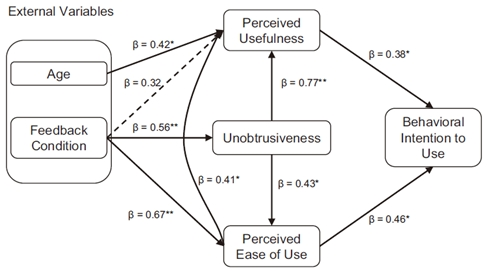 External Variables
Age
Feedback
Condition
β = 0.42*
β = 0.32
β = 0.56**
β = 0.67**
Perceived
Usefulness
β = 0.77**
Unobtrusiveness
β = 0.41*
β = 0.43*
Perceived
Ease of Use
β = 0.38*
β = 0.46*
Behavioral
Intention to
Use